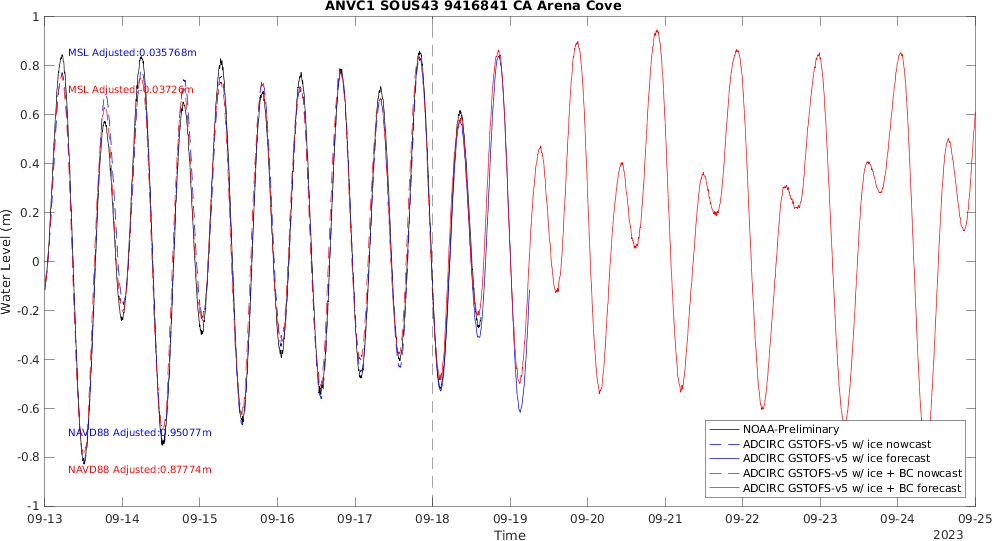 ANVC1 SOUS43 9416841 CA Arena Cove
MSL Adjusted:0.035768m
MSL Adjusted:-0.03726m
NAVD88 Adjusted:0.95077m
NAVD88 Adjusted:0.87774m
Water Level (m)
1
0.8
0.6
0.4
0.2
0
-0.2
-0.4
-0.6
-0.8
-1
NOAA-Preliminary
ADCIRC GSTOFS-v5 w/ ice nowcast
ADCIRC GSTOFS-v5 w/ ice forecast
ADCIRC GSTOFS-v5 w/ ice + BC nowcast
ADCIRC GSTOFS-v5 w/ ice + BC forecast
09-13 09-14 09-15 09-16 09-17 09-18 09-19 09-20 09-21 09-22 09-23 09-24 09-25
Time
2023